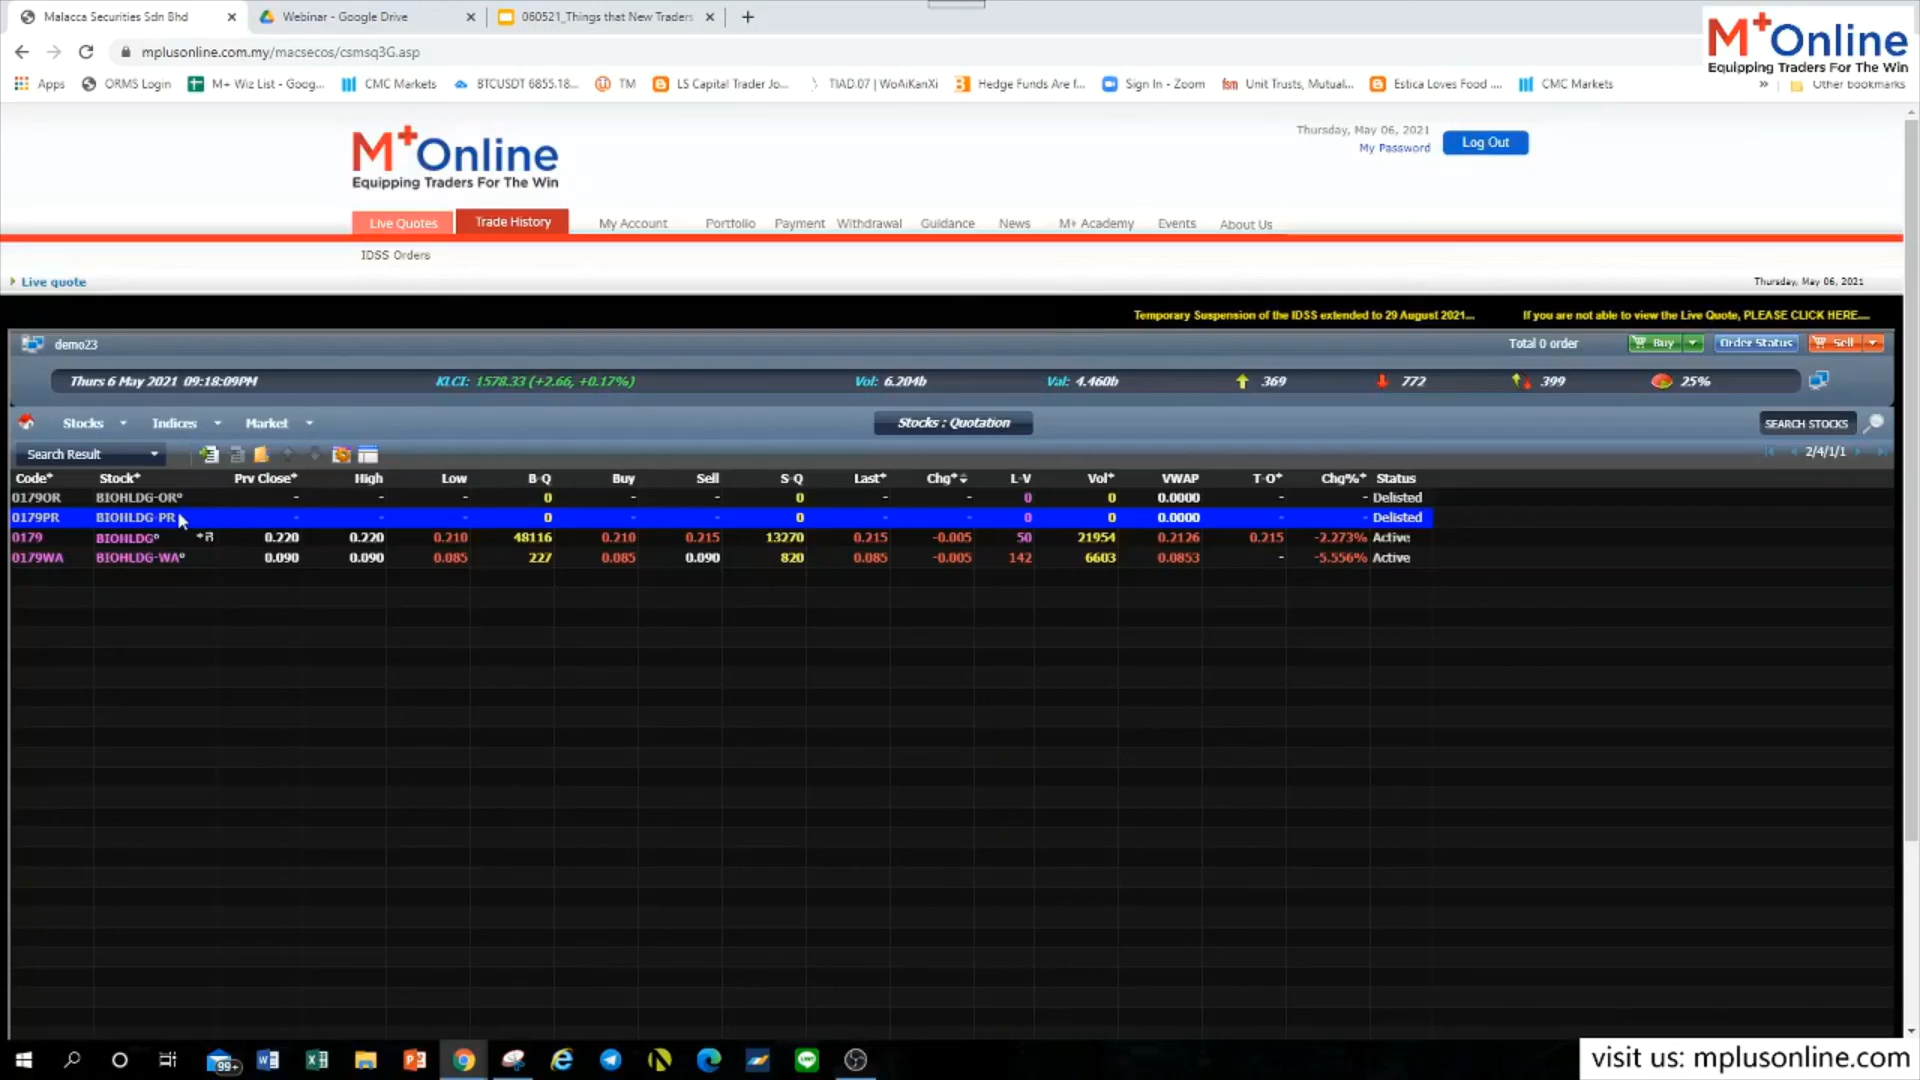 Malacca Securities Sdn Bhd
Webinar - Google Drive
060521_Things that New Traders
mplusonline.com.my/macsecos/csmsq3G.asp
M+Online
Equipping Traders For The Win
Apps
ORMS Login
M+ Wiz List - Goog...
CMC Markets
BTCUSDT 6855.18...
TM
LS Capital Trader Jo...
TIAD.07 | WoAiKanXi
Hedge Funds Are f...
Sign In - Zoom
fsm Unit Trusts, Mutual...
Estica Loves Food ....
CMC Markets
» Other bookmarks
M+Online
Equipping Traders For The Win
Thursday, May 06, 2021
My Password
Log Out
Live Quotes Trade History My Account Portfolio Payment Withdrawal Guidance News M+ Academy Events About Us
IDSS Orders
Live quote
Thursday, May 06, 2021
Temporary Suspension of the IDSS extended to 29 August 2021... If you are not able to view the Live Quote, PLEASE CLICK HERE....
demo23
Total 0 order
Buy
Order Status
Sell
Thurs 6 May 2021 09:18:09PM KLCI: 1578.33 (+2.66, +0.17%) Vol: 6.204b Val: 4.460b 369 772 399 25%
Stocks Indices Market
Stocks : Quotation
SEARCH STOCKS
Search Result
2/4/1/1
Code* Stock* Prv Close* High Low B-Q Buy Sell S-Q Last* Chg* L-V Vol* VWAP T-O* Chg%* Status
0179OR BIOHLDG-OR° - - - 0 - - 0 - - 0 0 0.0000 - - Delisted
0179PR BIOHLDG-PR - - - 0 - - 0 - - 0 0 0.0000 - - Delisted
0179 BIOHLDG° 0.220 0.220 0.210 48116 0.210 0.215 13270 0.215 -0.005 50 21954 0.2126 0.215 -2.273% Active
0179WA BIOHLDG-WA° 0.090 0.090 0.085 227 0.085 0.090 820 0.085 -0.005 142 6603 0.0853 - -5.556% Active
99+
visit us: mplusonline.com